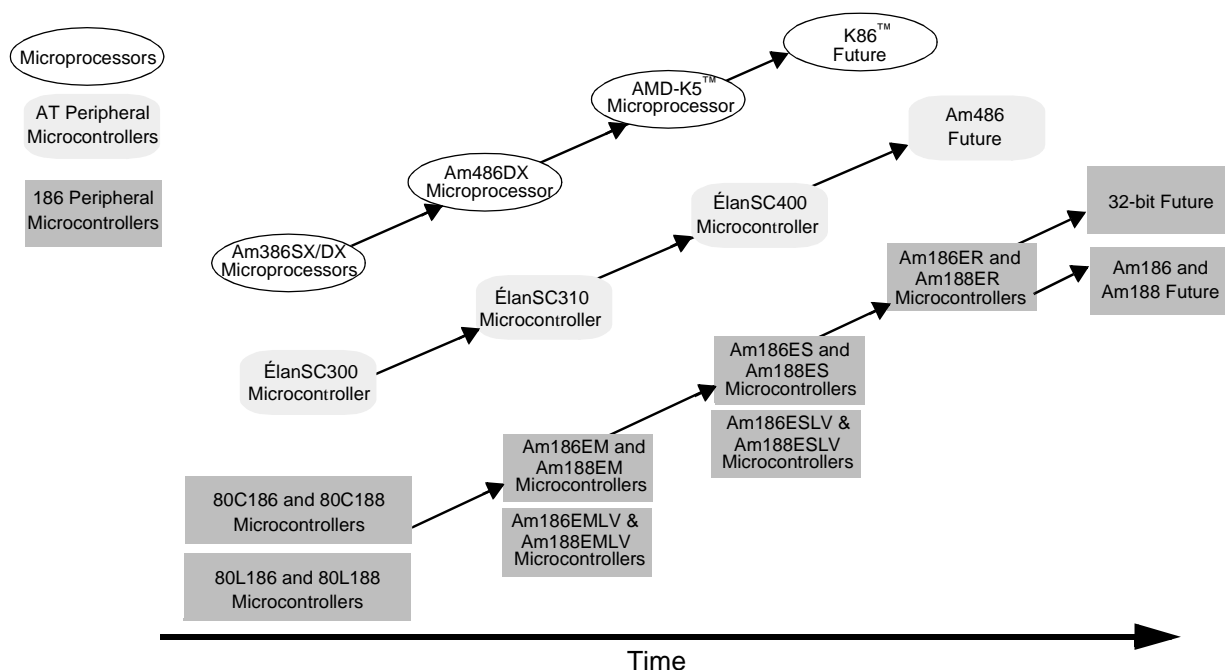 Microprocessors
AT Peripheral
Microcontrollers
186 Peripheral
Microcontrollers
K86™
Future
AMD-K5™
Microprocessor
Am486DX
Microprocessor
Am386SX/DX
Microprocessors
Am486
Future
ÉlanSC400
Microcontroller
ÉlanSC310
Microcontroller
ÉlanSC300
Microcontroller
32-bit Future
Am186 and
Am188 Future
Am186ER and
Am188ER
Microcontrollers
Am186ES and
Am188ES
Microcontrollers
Am186ESLV &
Am188ESLV
Microcontrollers
Am186EM and
Am188EM
Microcontrollers
Am186EMLV &
Am188EMLV
Microcontrollers
80C186 and 80C188
Microcontrollers
80L186 and 80L188
Microcontrollers
Time